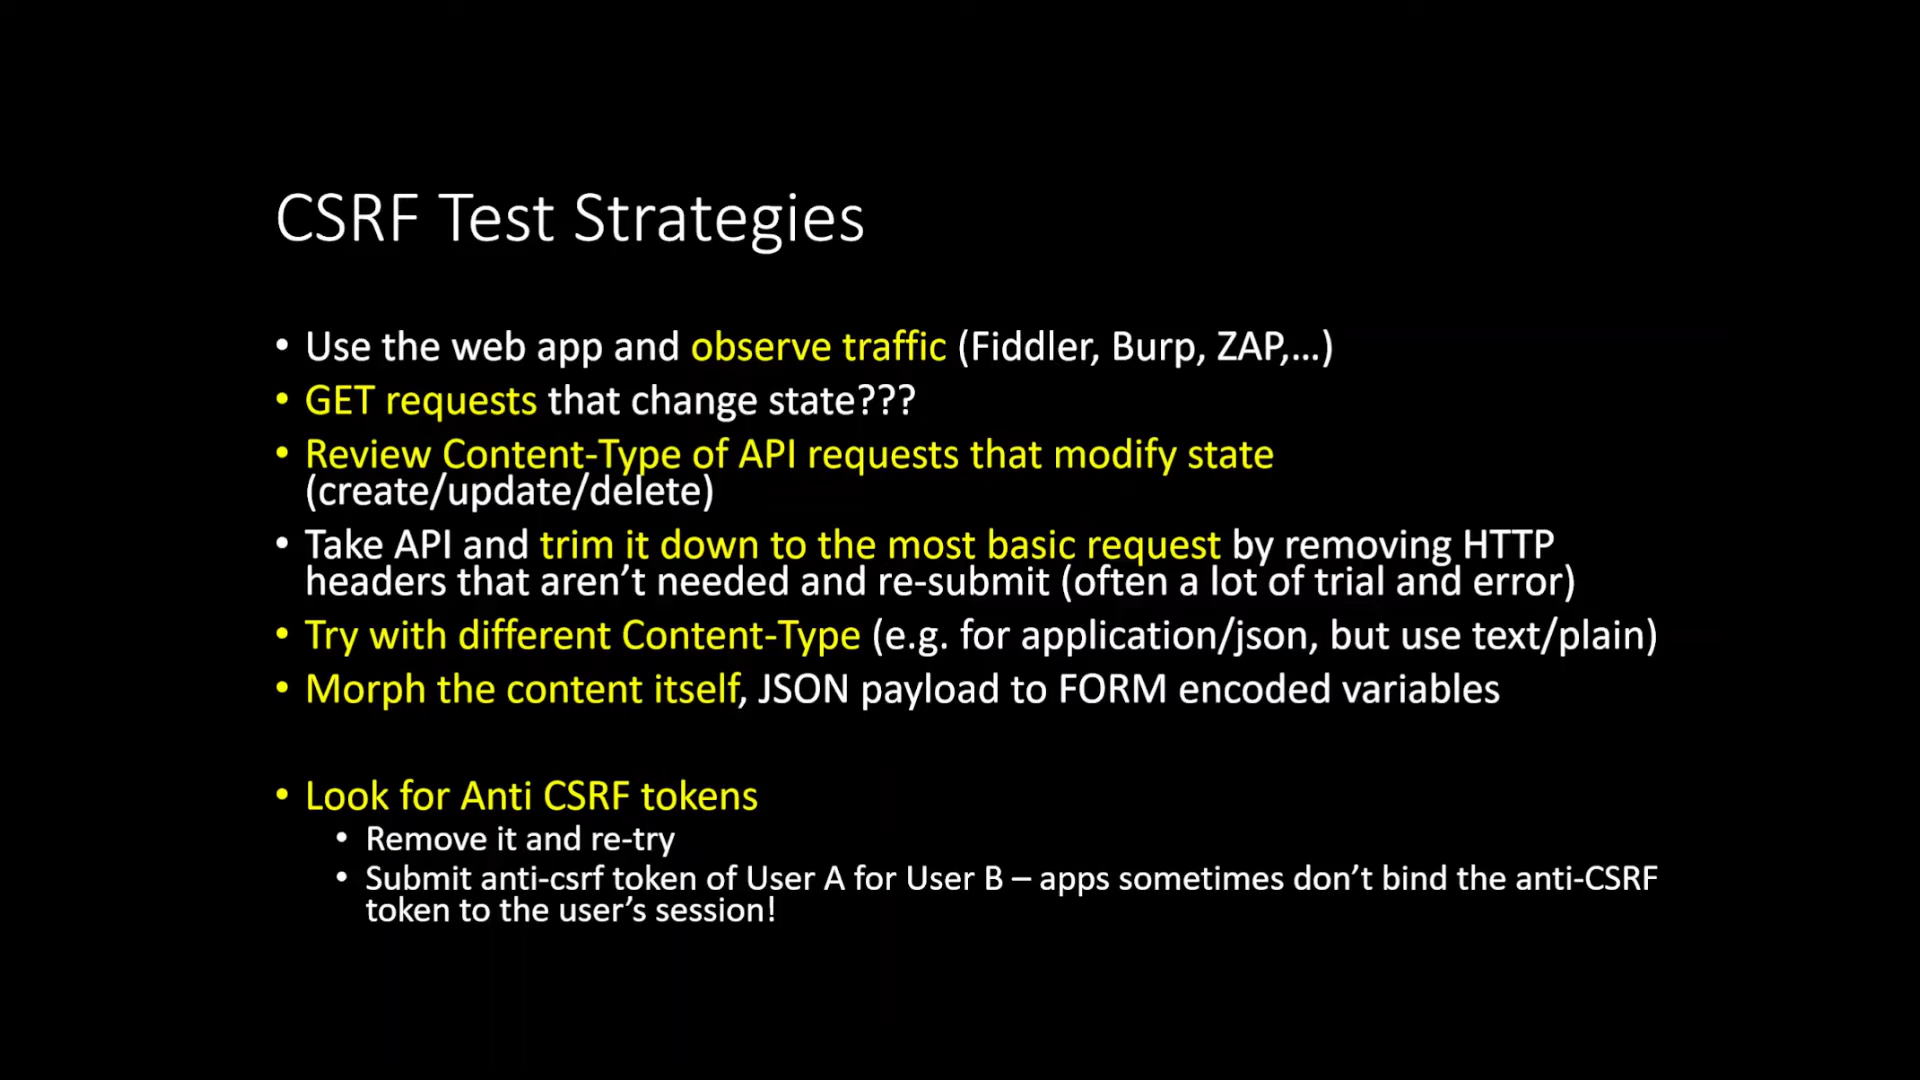 CSRF Test Strategies
• Use the web app and observe traffic (Fiddler, Burp, ZAP,...)
• GET requests that change state???
• Review Content-Type of API requests that modify state
(create/update/delete)
• Take API and trim it down to the most basic request by removing HTTP
headers that aren’t needed and re-submit (often a lot of trial and error)
• Try with different Content-Type (e.g. for application/json, but use text/plain)
• Morph the content itself, JSON payload to FORM encoded variables
• Look for Anti CSRF tokens
• Remove it and re-try
• Submit anti-csrf token of User A for User B – apps sometimes don’t bind the anti-CSRF
token to the user’s session!